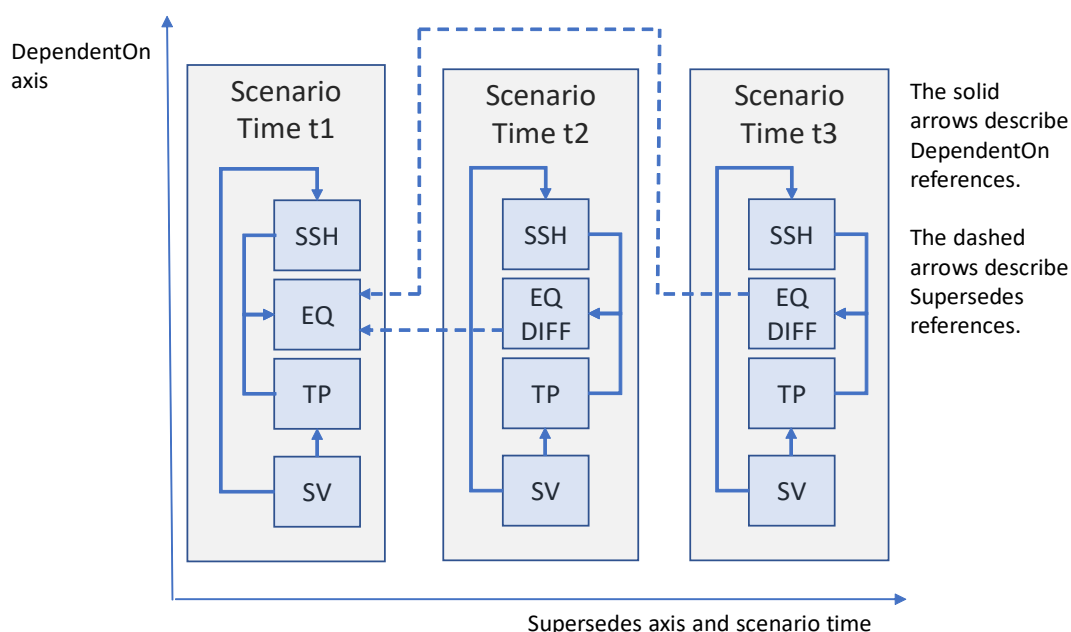 DependentOn
axis
Scenario
Time t1
SSH
EQ
TP
SV
Scenario
Time t2
SSH
EQ
DIFF
TP
SV
Scenario
Time t3
SSH
EQ
DIFF
TP
SV
The solid
arrows describe
DependentOn
references.
The dashed
arrows describe
Supersedes
references.
Supersedes axis and scenario time